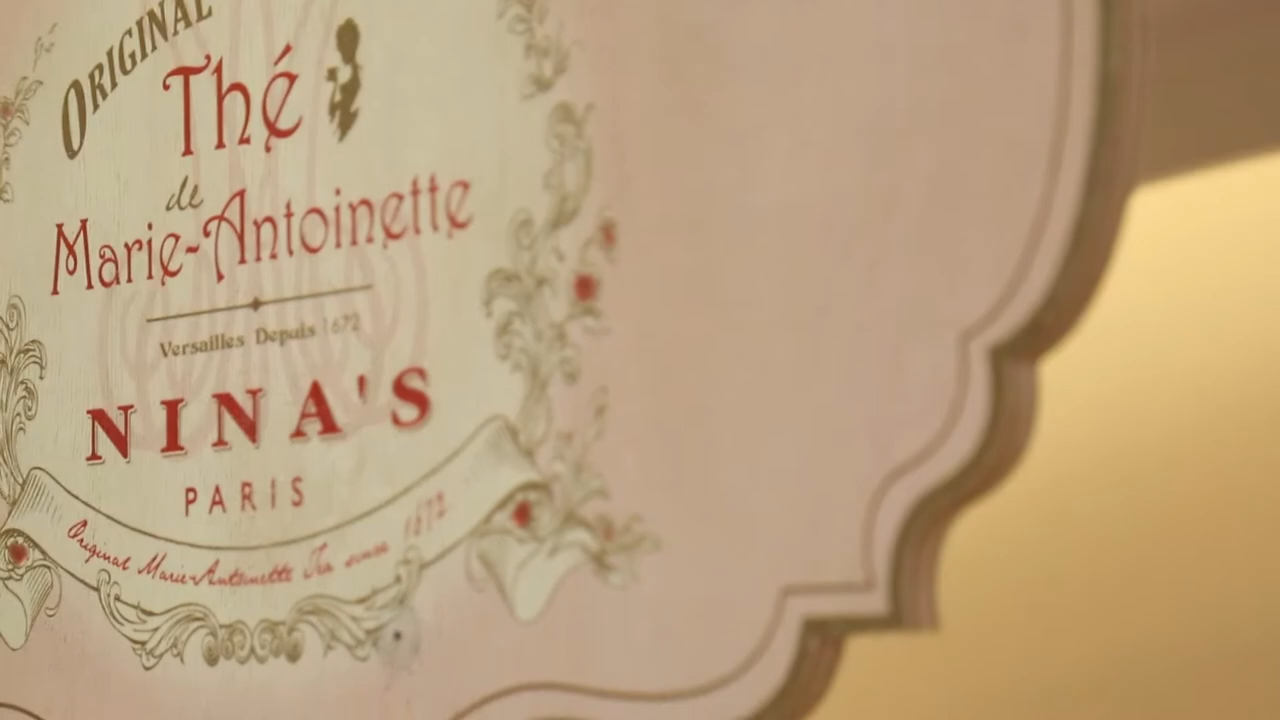 ORIGINAL
Thé
de
Marie-Antoinette
Versailles Depuis 1672
NINA'S
PARIS
Original Marie-Antoinette Tea since 1672